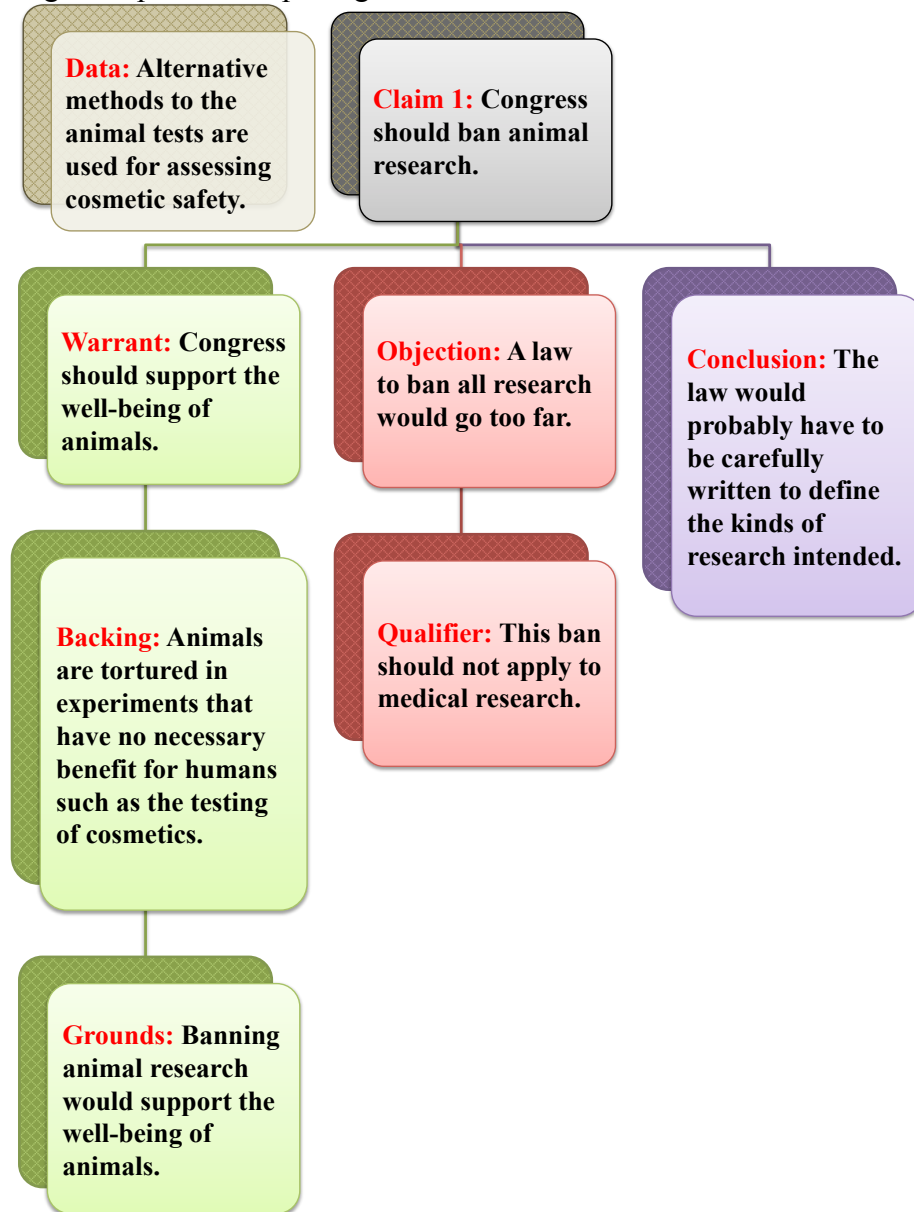 Data: Alternative
methods to the
animal tests are
used for assessing
cosmetic safety.
Claim 1: Congress
should ban animal
research.
Warrant: Congress
should support the
well-being of
animals.
Objection: A law
to ban all research
would go too far.
Conclusion: The
law would
probably have to
be carefully
written to define
the kinds of
research intended.
Backing: Animals
are tortured in
experiments that
have no necessary
benefit for humans
such as the testing
of cosmetics.
Qualifier: This ban
should not apply to
medical research.
Grounds: Banning
animal research
would support the
well-being of
animals.